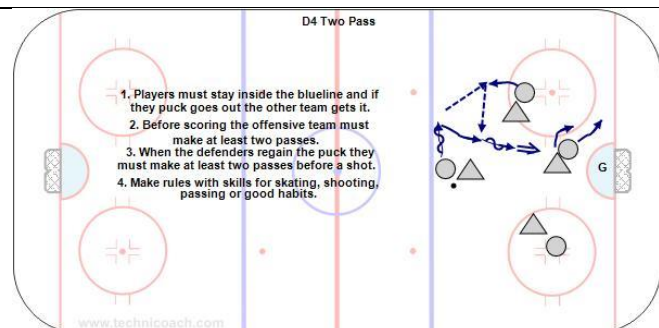 D4 Two Pass
1. Players must stay inside the blueline and if
they puck goes out the other team gets it.
2. Before scoring the offensive team must
make at least two passes.
3. When the defenders regain the puck they
must make at least two passes before a shot.
4. Make rules with skills for skating, shooting,
passing or good habits.
G
www.technicoach.com